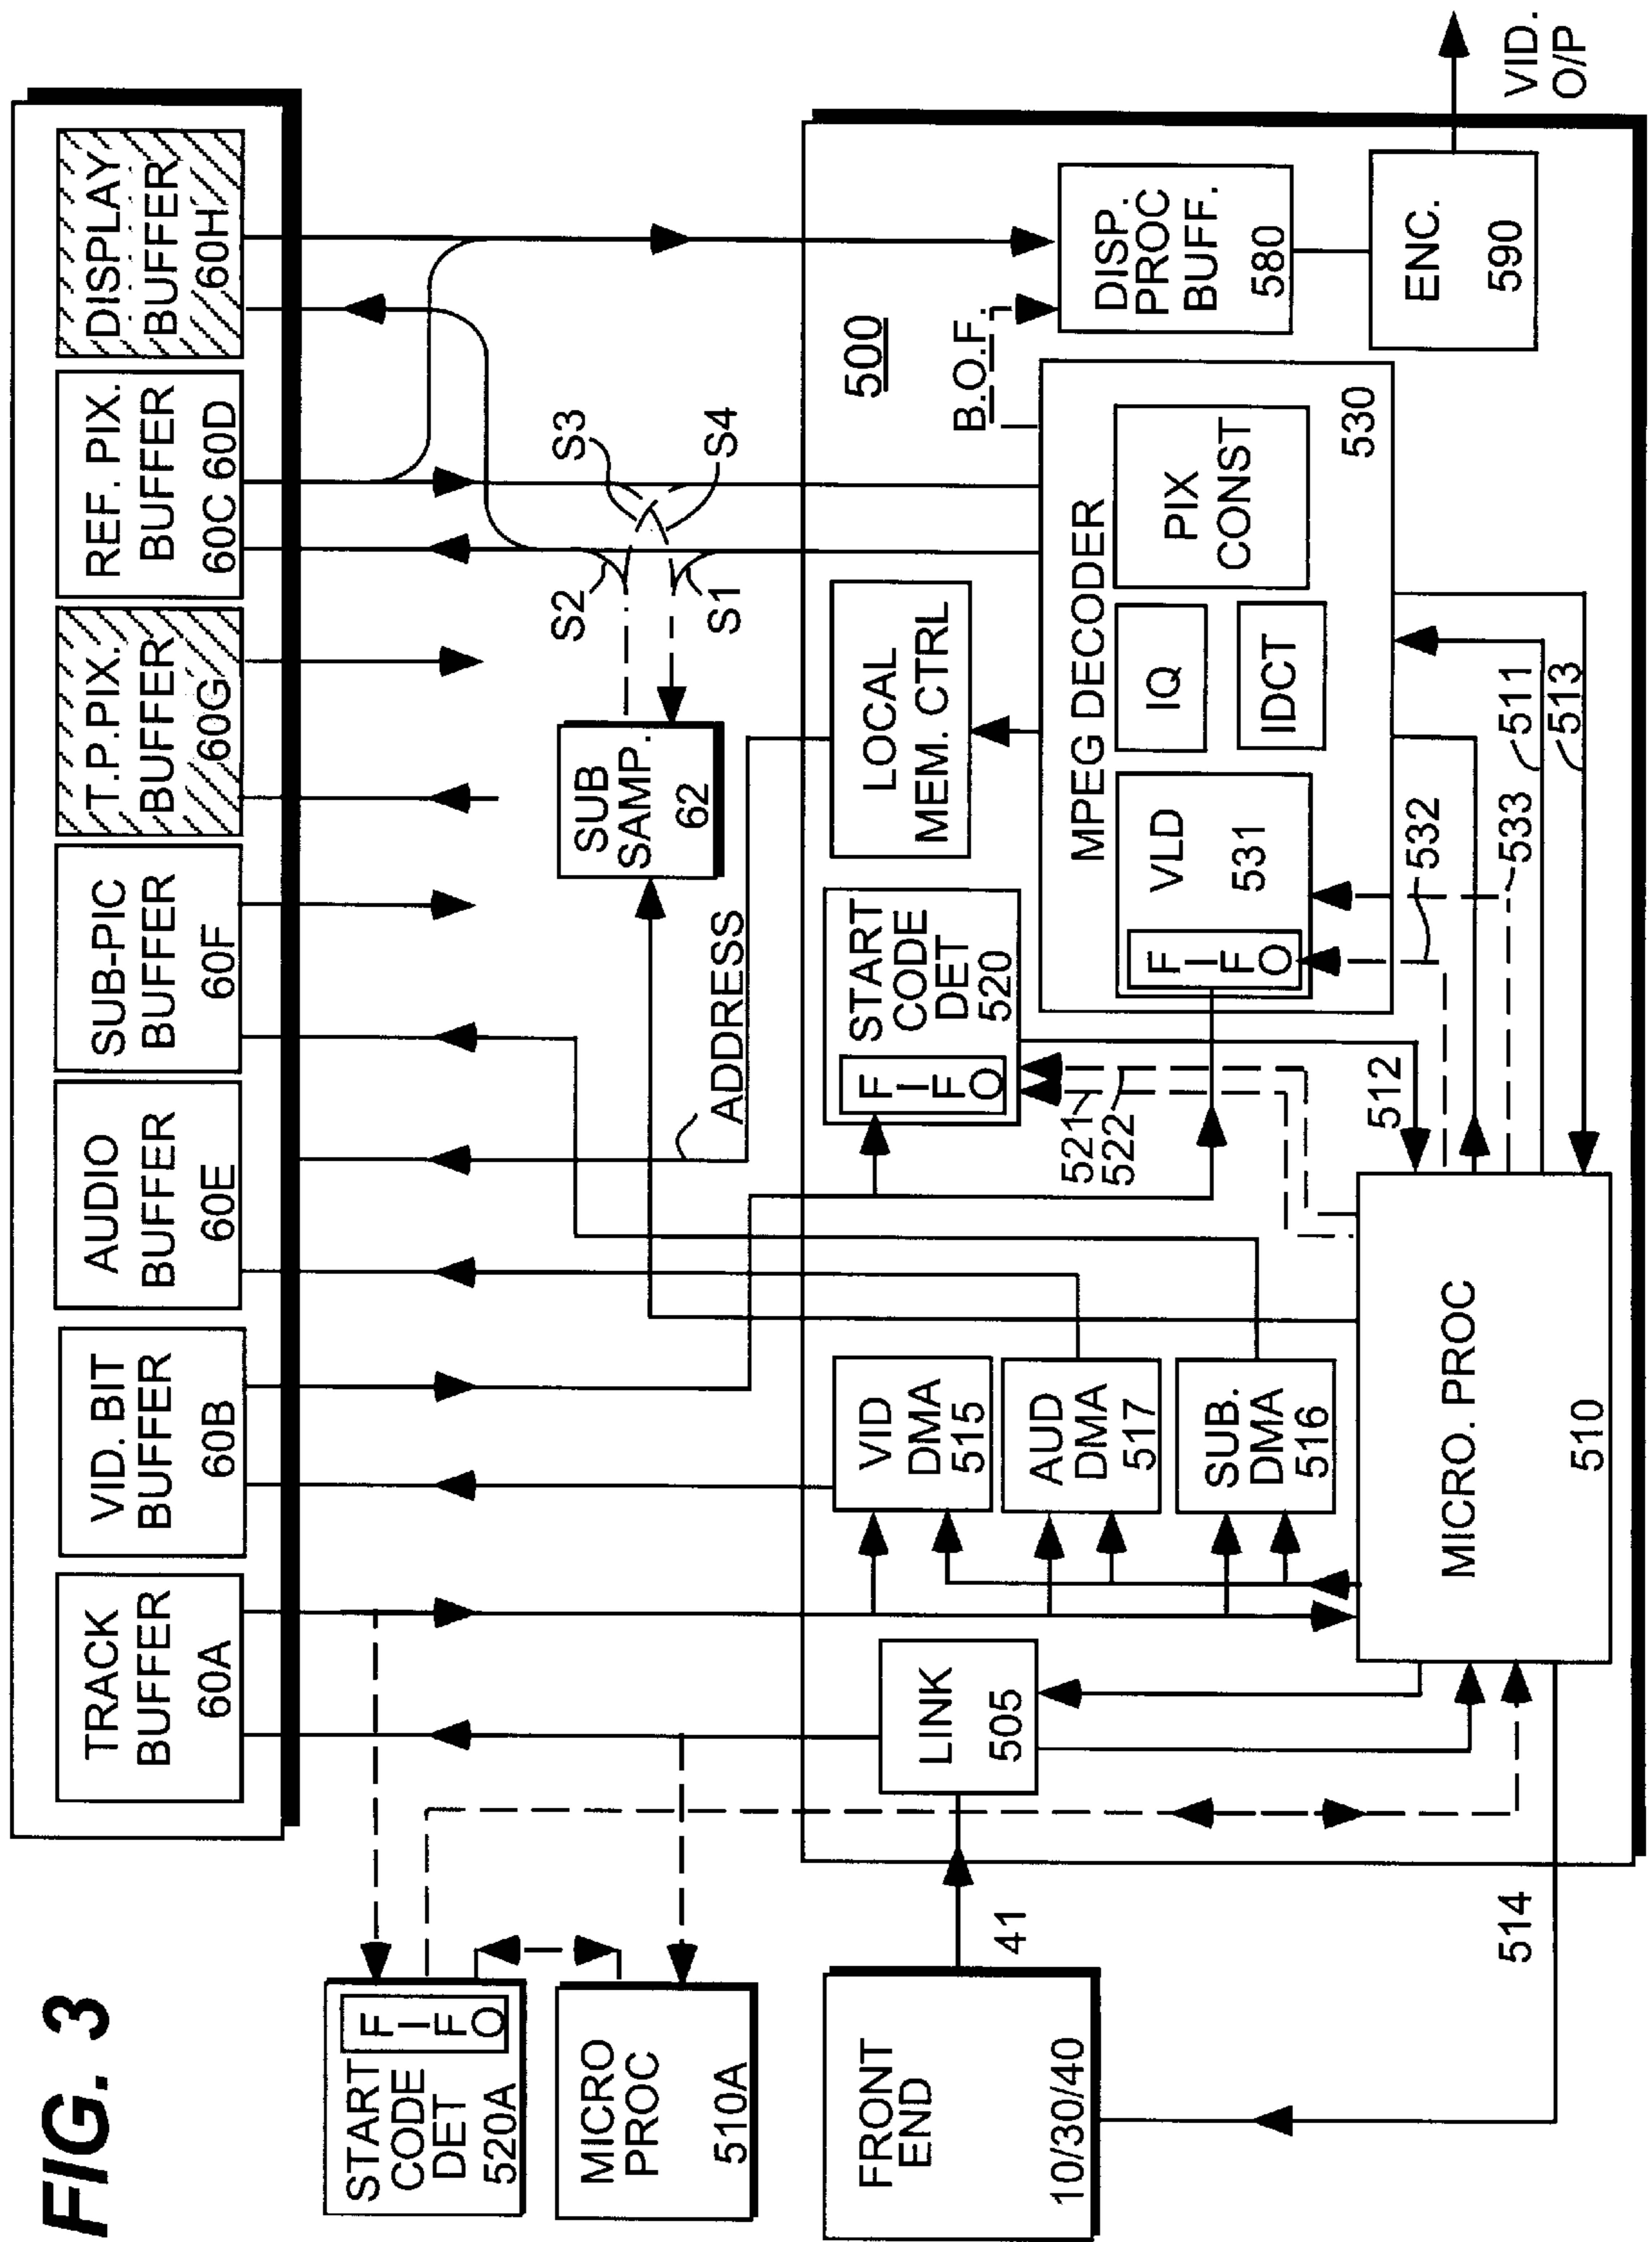 FIG. 3
TRACK
BUFFER
60A
VID. BIT
BUFFER
60B
AUDIO
BUFFER
60E
SUB-PIC
BUFFER
60F
T.P.PIX.
BUFFER
60G
REF. PIX.
BUFFER
60C 60D
DISPLAY
BUFFER
60H
START
CODE
DET
520A
F
I
F
O
MICRO
PROC
510A
ADDRESS
SUB
SAMP.
62
S2
S1
S3
S4
FRONT
END
10/30/40
41
514
500
LINK
505
VID
DMA
515
AUD
DMA
517
SUB.
DMA
516
START
CODE
DET
520
F
I
F
O
521
522
LOCAL
MEM. CTRL
B.O.F.
MPEG DECODER
530
VLD
531
F
I
F
O
IQ
IDCT
PIX
CONST
DISP.
PROC
BUFF.
580
ENC.
590
VID.
O/P
MICRO. PROC
510
512
532
533
511
513